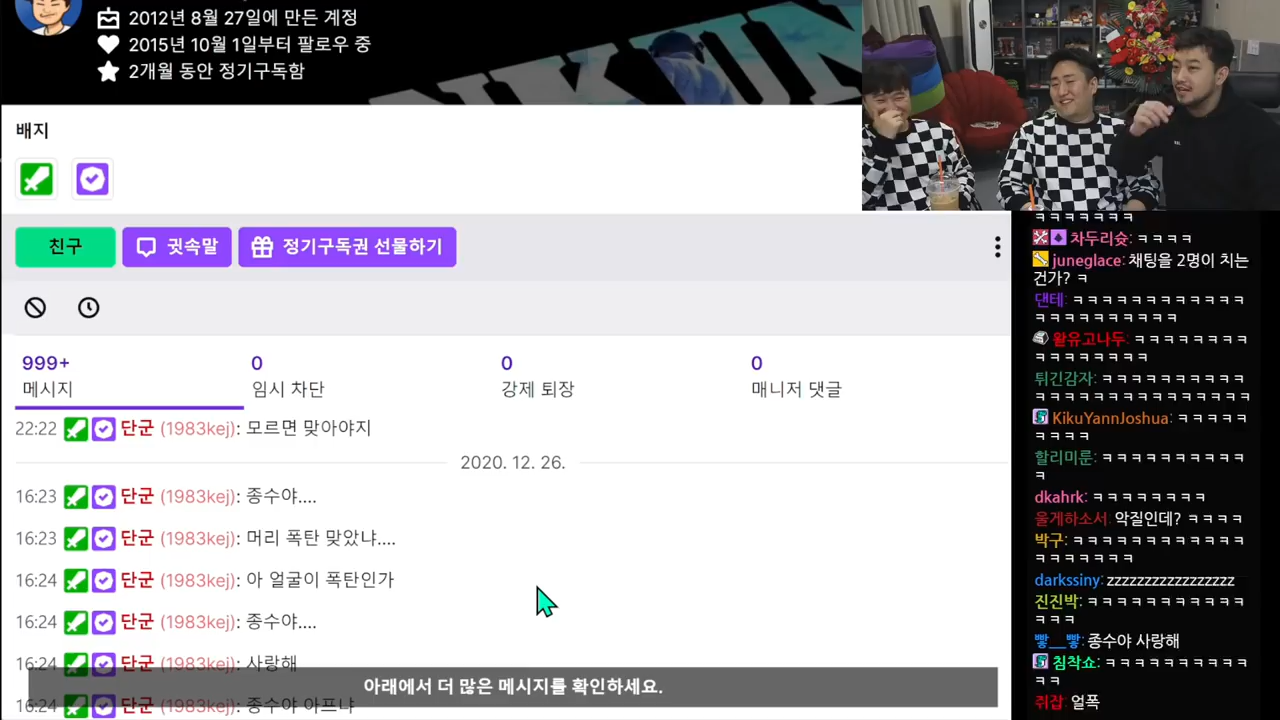 2012년 8월 27일에 만든 계정
2015년 10월 1일부터 팔로우 중
2개월 동안 정기구독함
배지
친구 귓속말 정기구독권 선물하기
999+ 0 0 0
메시지 임시 차단 강제 퇴장 매니저 댓글
22:22 단군 (1983kej): 모르면 맞아야지
2020. 12. 26.
16:23 단군 (1983kej): 종수야....
16:23 단군 (1983kej): 머리 폭탄 맞았냐....
16:24 단군 (1983kej): 아 얼굴이 폭탄인가
16:24 단군 (1983kej): 종수야....
16:24 단군 (1983kej): 사랑해
16:24 단군 (1983kej): 종수야 아프냐
아래에서 더 많은 메시지를 확인하세요.
ㅋㅋㅋㅋㅋㅋㅋ
차두리슛: ㅋㅋㅋㅋ
juneglace: 채팅을 2명이 치는
건가? ㅋ
댄테: ㅋㅋㅋㅋㅋㅋㅋㅋㅋㅋㅋㅋ
ㅋㅋㅋㅋㅋㅋㅋㅋㅋㅋ
왈유고나두: ㅋㅋㅋㅋㅋㅋㅋㅋ
ㅋㅋㅋㅋㅋㅋㅋㅋ
튀긴감자: ㅋㅋㅋㅋㅋㅋㅋㅋㅋㅋ
ㅋㅋㅋㅋㅋㅋㅋㅋㅋㅋㅋㅋㅋㅋㅋ
KikuYannJoshua: ㅋㅋㅋㅋㅋ
ㅋㅋㅋㅋ
할리미룬: ㅋㅋㅋㅋㅋㅋㅋㅋㅋㅋ
ㅋ
dkahrk: ㅋㅋㅋㅋㅋㅋㅋㅋ
울게하소서: 악질인데? ㅋㅋㅋㅋ
박구: ㅋㅋㅋㅋㅋㅋㅋㅋㅋㅋㅋㅋ
ㅋㅋㅋㅋㅋㅋㅋ
darkssiny: zzzzzzzzzzzzzzzzz
진진박: ㅋㅋㅋㅋㅋㅋㅋㅋㅋㅋㅋ
ㅋㅋㅋ
빻__빻: 종수야 사랑해
침착쇼: ㅋㅋㅋㅋㅋㅋㅋㅋㅋㅋ
ㅋㅋ
쥐잡: 얼폭